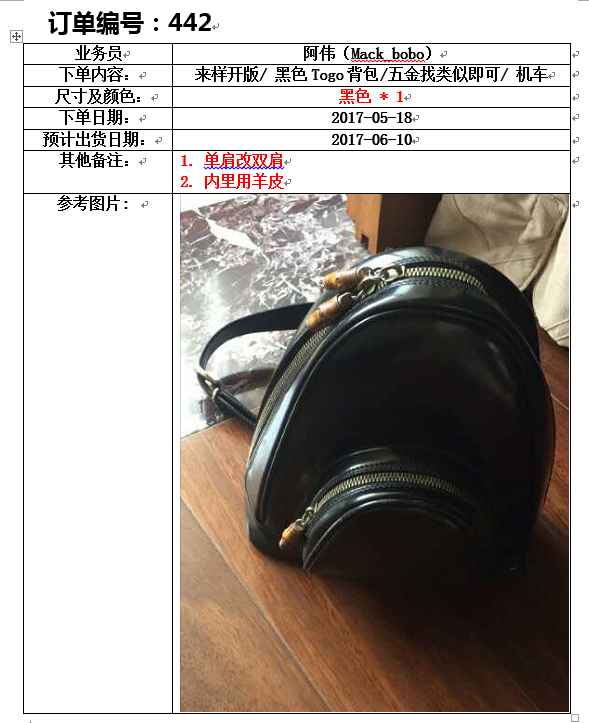 订单编号：442
业务员 阿伟（Mack_bobo）
下单内容： 来样开版/ 黑色 Togo 背包/五金找类似即可/ 机车
尺寸及颜色： 黑色 * 1
下单日期： 2017-05-18
预计出货日期： 2017-06-10
其他备注： 1. 单肩改双肩
2. 内里用羊皮
参考图片：